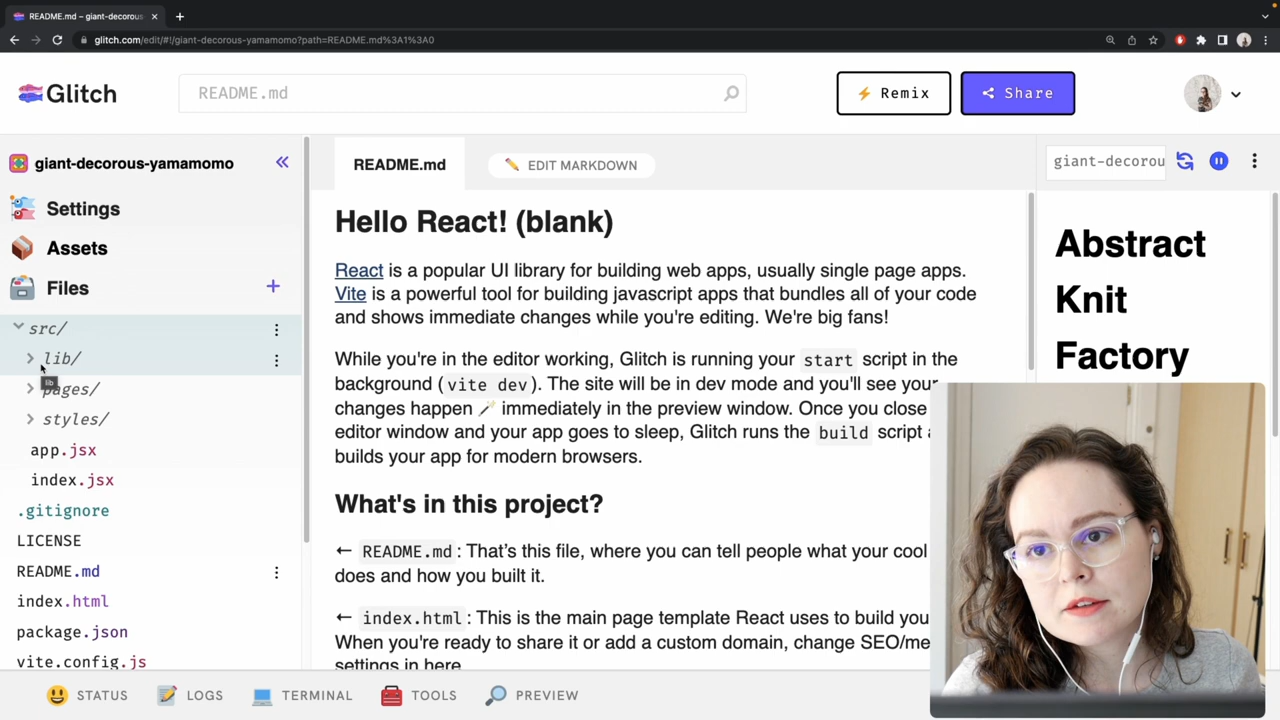 README.md – giant-decorous-
glitch.com/edit/#!/giant-decorous-yamamomo?path=README.md%3A1%3A0
Glitch
README.md
Remix
Share
giant-decorous-yamamomo
Settings
Assets
Files
src/
lib/
lib
pages/
styles/
app.jsx
index.jsx
.gitignore
LICENSE
README.md
index.html
package.json
vite.config.js
README.md
EDIT MARKDOWN
Hello React! (blank)
React is a popular UI library for building web apps, usually single page apps.
Vite is a powerful tool for building javascript apps that bundles all of your code
and shows immediate changes while you're editing. We're big fans!
While you're in the editor working, Glitch is running your start script in the
background (vite dev). The site will be in dev mode and you'll see your
changes happen 🪄 immediately in the preview window. Once you close
editor window and your app goes to sleep, Glitch runs the build script
builds your app for modern browsers.
What's in this project?
← README.md: That’s this file, where you can tell people what your cool
does and how you built it.
← index.html: This is the main page template React uses to build you
When you're ready to share it or add a custom domain, change SEO/me
settings in here
giant-decorou
Abstract
Knit
Factory
STATUS
LOGS
TERMINAL
TOOLS
PREVIEW